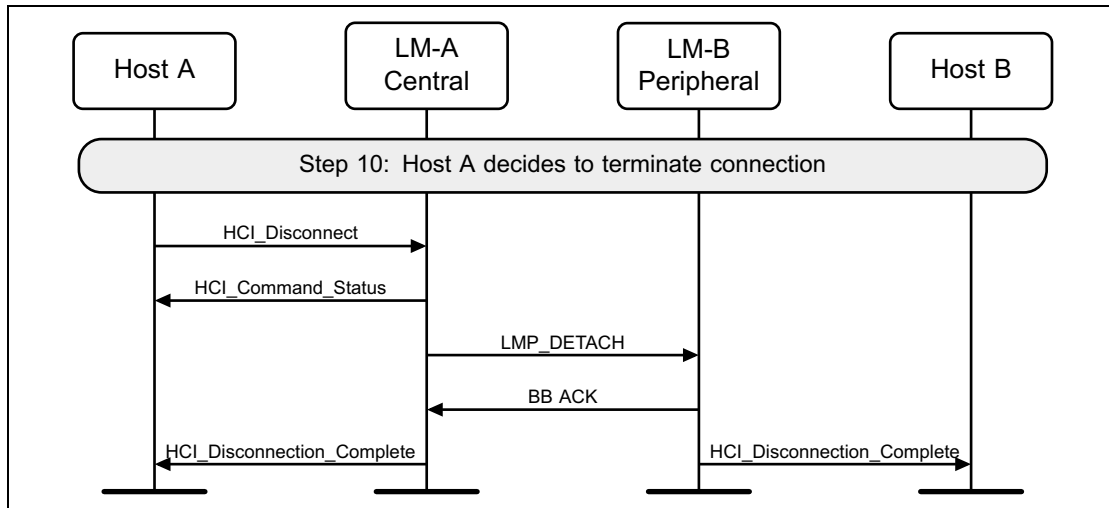 Host A
LM-A
Central
LM-B
Peripheral
Host B
Step 10: Host A decides to terminate connection
HCI_Disconnect
HCI_Command_Status
LMP_DETACH
BB ACK
HCI_Disconnection_Complete
HCI_Disconnection_Complete